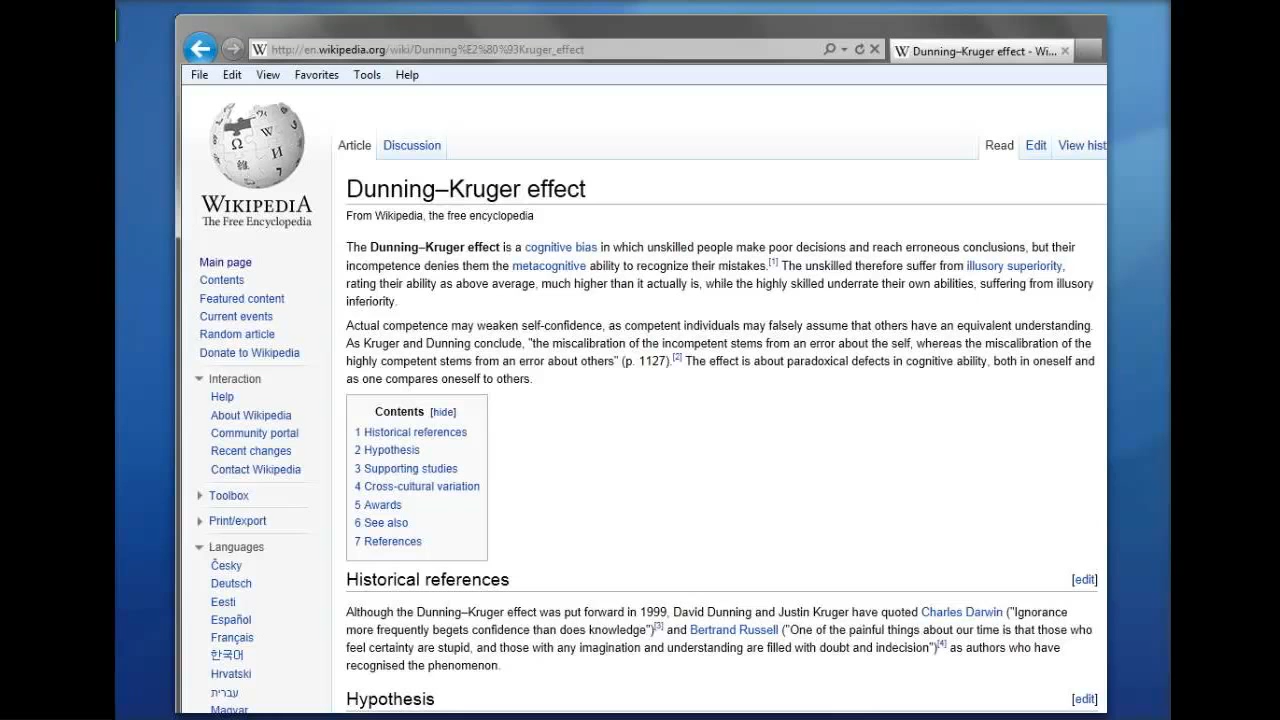 http://en.wikipedia.org/wiki/Dunning%E2%80%93Kruger_effect
Dunning–Kruger effect - Wi...
File Edit View Favorites Tools Help
Article Discussion
Read Edit View hist
WIKIPEDIA
The Free Encyclopedia
Main page
Contents
Featured content
Current events
Random article
Donate to Wikipedia
Interaction
Help
About Wikipedia
Community portal
Recent changes
Contact Wikipedia
Toolbox
Print/export
Languages
Česky
Deutsch
Eesti
Español
Français
한국어
Hrvatski
עברית
Magyar
Dunning–Kruger effect
From Wikipedia, the free encyclopedia
The Dunning–Kruger effect is a cognitive bias in which unskilled people make poor decisions and reach erroneous conclusions, but their
incompetence denies them the metacognitive ability to recognize their mistakes.[1] The unskilled therefore suffer from illusory superiority,
rating their ability as above average, much higher than it actually is, while the highly skilled underrate their own abilities, suffering from illusory
inferiority.
Actual competence may weaken self-confidence, as competent individuals may falsely assume that others have an equivalent understanding.
As Kruger and Dunning conclude, "the miscalibration of the incompetent stems from an error about the self, whereas the miscalibration of the
highly competent stems from an error about others" (p. 1127).[2] The effect is about paradoxical defects in cognitive ability, both in oneself and
as one compares oneself to others.
Contents [hide]
1 Historical references
2 Hypothesis
3 Supporting studies
4 Cross-cultural variation
5 Awards
6 See also
7 References
Historical references [edit]
Although the Dunning–Kruger effect was put forward in 1999, David Dunning and Justin Kruger have quoted Charles Darwin ("Ignorance
more frequently begets confidence than does knowledge")[3] and Bertrand Russell ("One of the painful things about our time is that those who
feel certainty are stupid, and those with any imagination and understanding are filled with doubt and indecision")[4] as authors who have
recognised the phenomenon.
Hypothesis [edit]